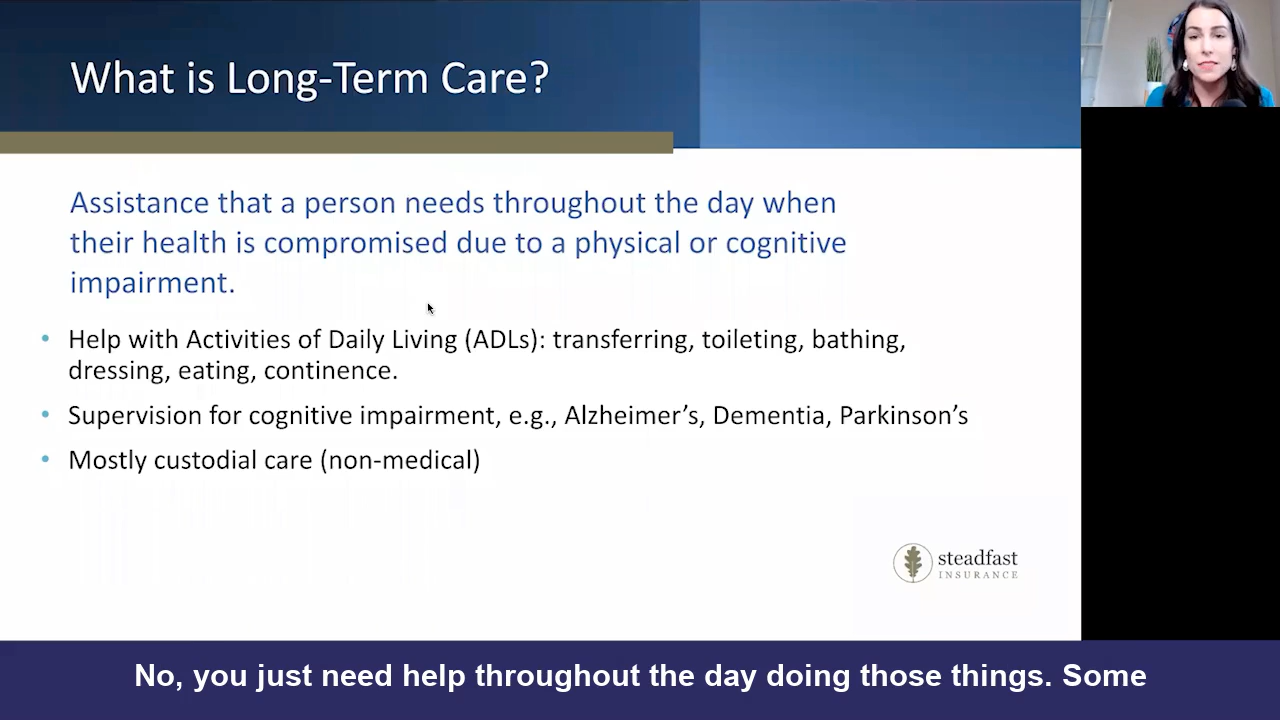 What is Long-Term Care?
Assistance that a person needs throughout the day when
their health is compromised due to a physical or cognitive
impairment.
• Help with Activities of Daily Living (ADLs): transferring, toileting, bathing,
dressing, eating, continence.
• Supervision for cognitive impairment, e.g., Alzheimer’s, Dementia, Parkinson’s
• Mostly custodial care (non-medical)
steadfast
INSURANCE
No, you just need help throughout the day doing those things. Some